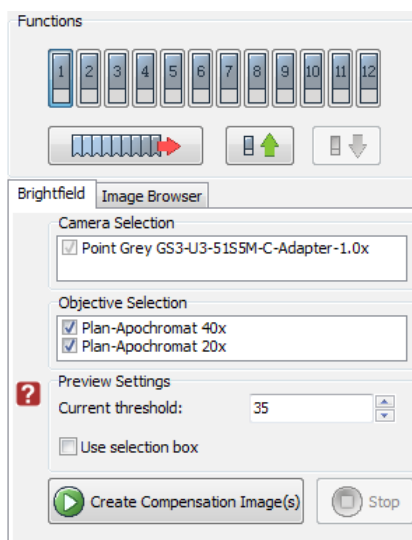 Functions
1 2 3 4 5 6 7 8 9 10 11 12
Brightfield Image Browser
Camera Selection
Point Grey GS3-U3-51S5M-C-Adapter-1.0x
Objective Selection
Plan-Apochromat 40x
Plan-Apochromat 20x
Preview Settings
?
Current threshold: 35
Use selection box
Create Compensation Image(s) Stop